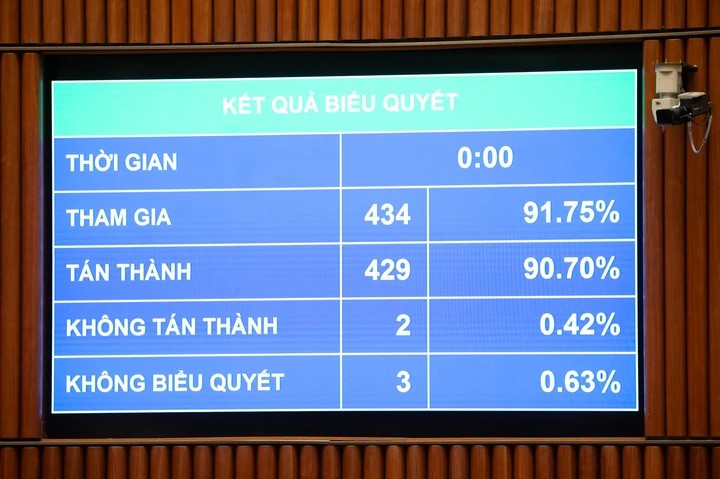 KẾT QUẢ BIỂU QUYẾT
THỜI GIAN 0:00
THAM GIA 434 91.75%
TÁN THÀNH 429 90.70%
KHÔNG TÁN THÀNH 2 0.42%
KHÔNG BIỂU QUYẾT 3 0.63%